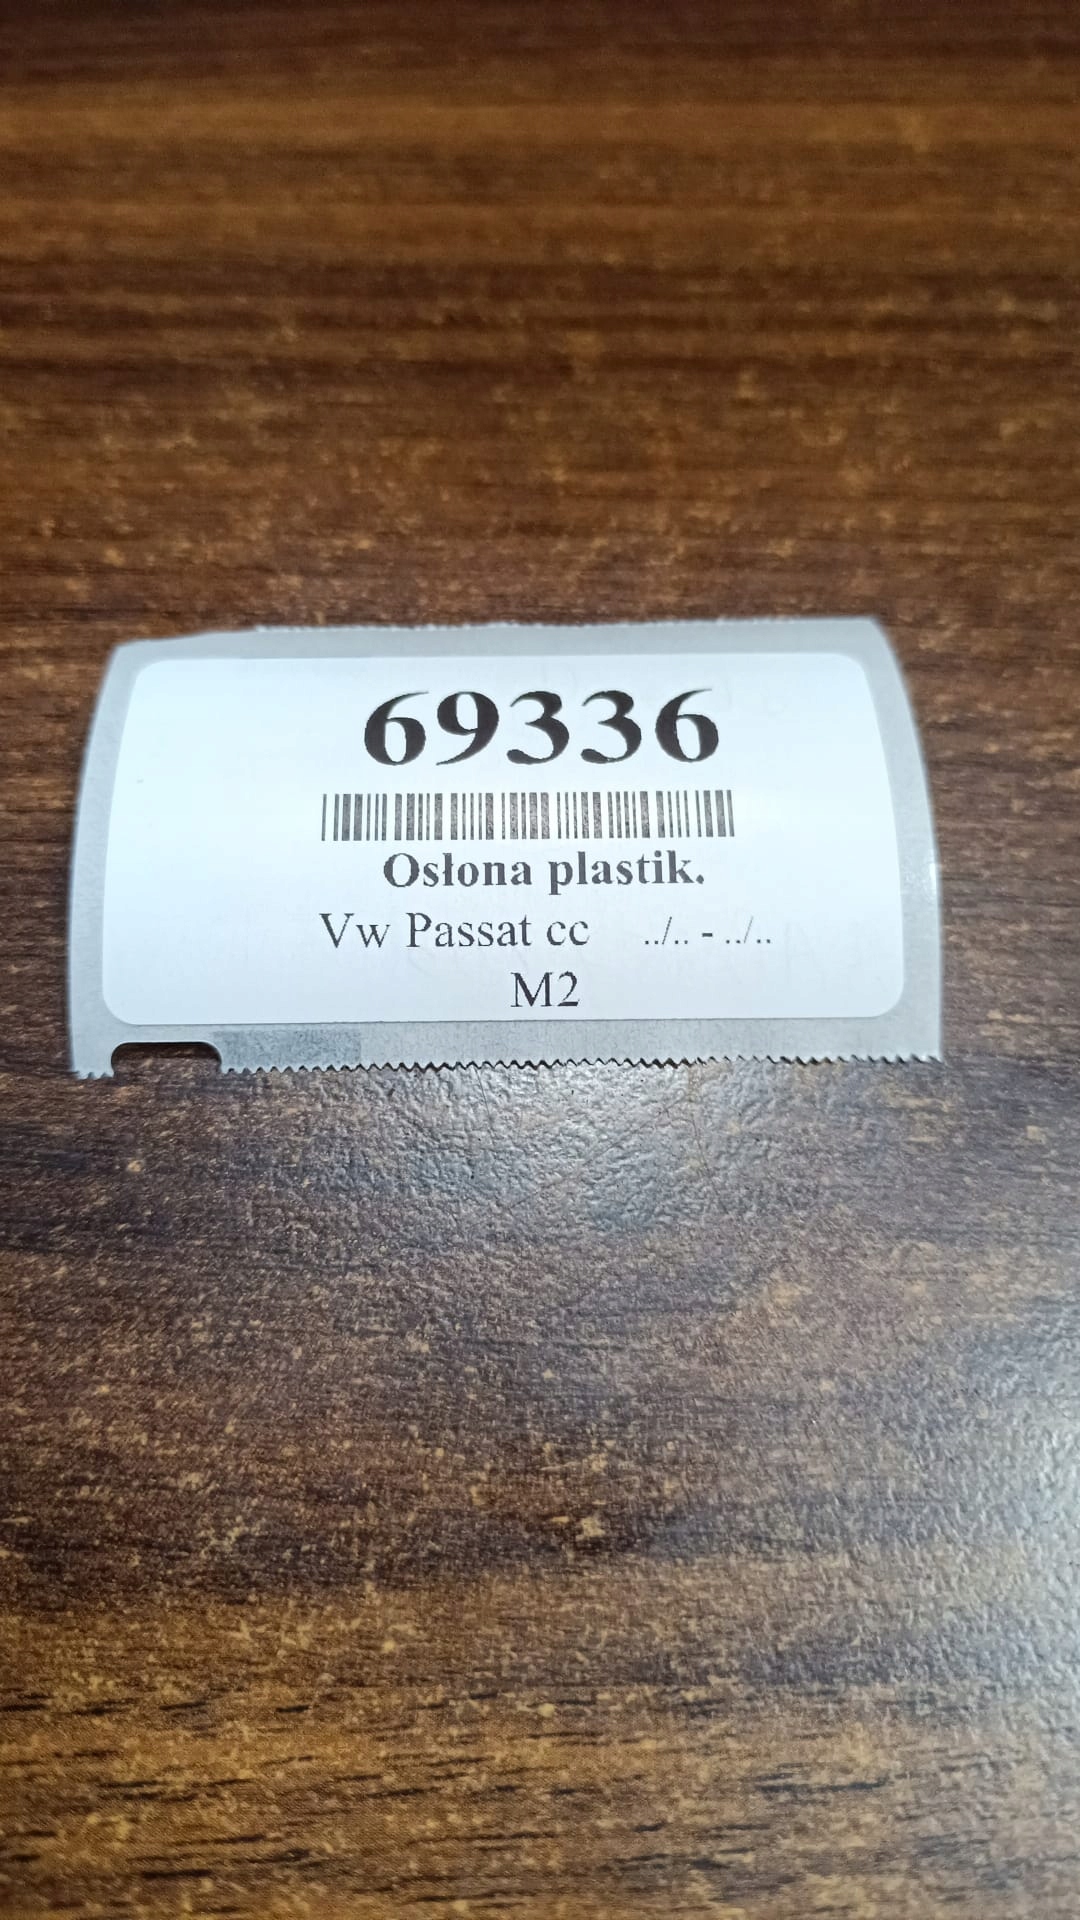 69336
Osłona plastik.
Vw Passat cc ../.. - ../..
M2